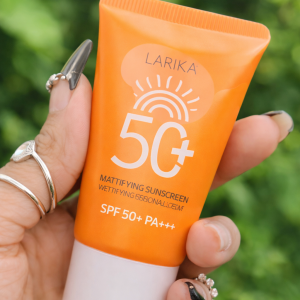 LARIKA
50+
MATTIFYING SUNSCREEN
SPF 50+ PA+++